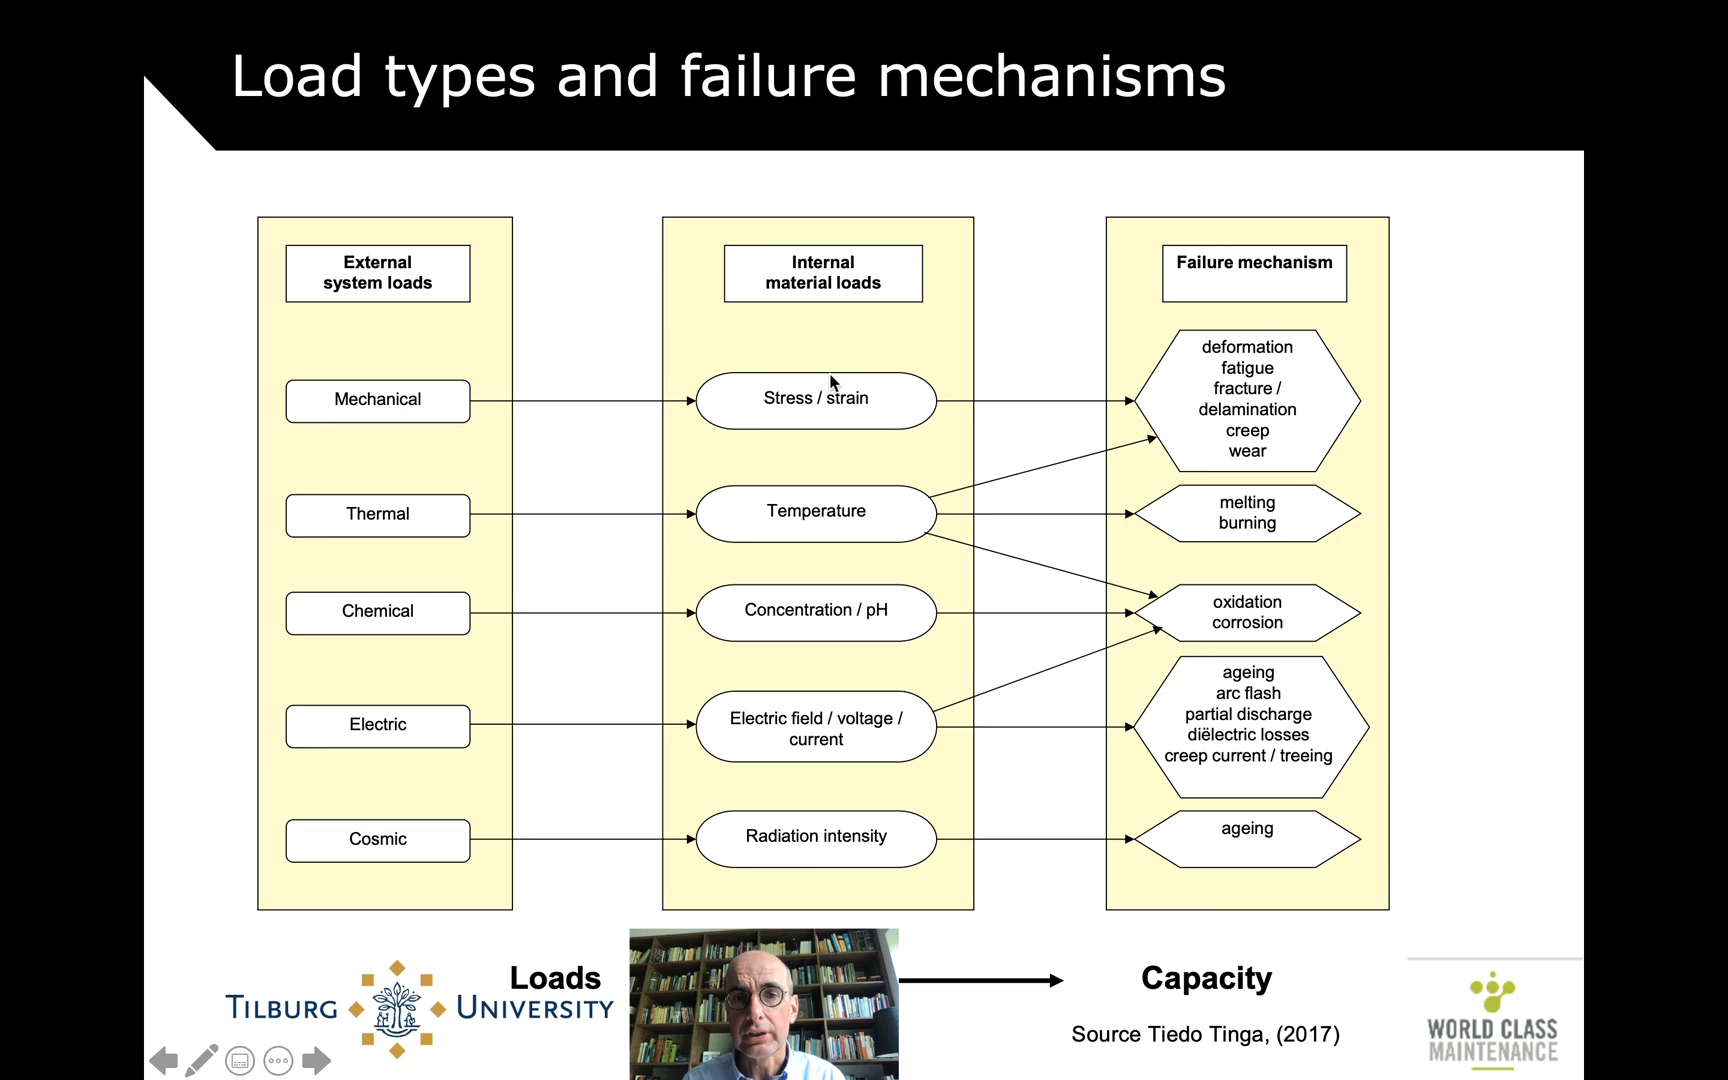 Load types and failure mechanisms
External
system loads
Mechanical
Thermal
Chemical
Electric
Cosmic
Internal
material loads
Stress / strain
Temperature
Concentration / pH
Electric field / voltage /
current
Radiation intensity
Failure mechanism
deformation
fatigue
fracture /
delamination
creep
wear
melting
burning
oxidation
corrosion
ageing
arc flash
partial discharge
diëlectric losses
creep current / treeing
ageing
Loads
Capacity
TILBURG UNIVERSITY
Source Tiedo Tinga, (2017)
WORLD CLASS
MAINTENANCE